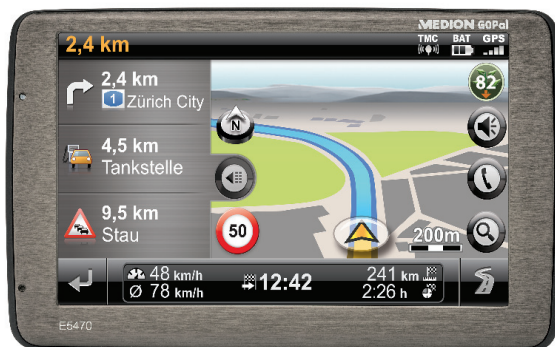 MEDION GoPal
2,4 km
TMC BAT GPS
2,4 km
1 Zürich City
4,5 km
Tankstelle
9,5 km
Stau
N
82
50
200m
48 km/h
Ø 78 km/h
12:42
241 km
2:26 h
E5470